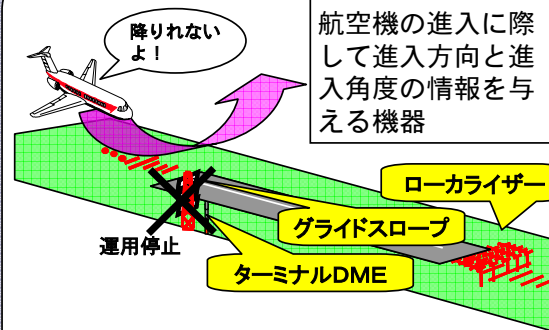 降りれない
よ！
航空機の進入に際
して進入方向と進
入角度の情報を与
える機器
ローカライザー
グライドスロープ
運用停止
ターミナルDME